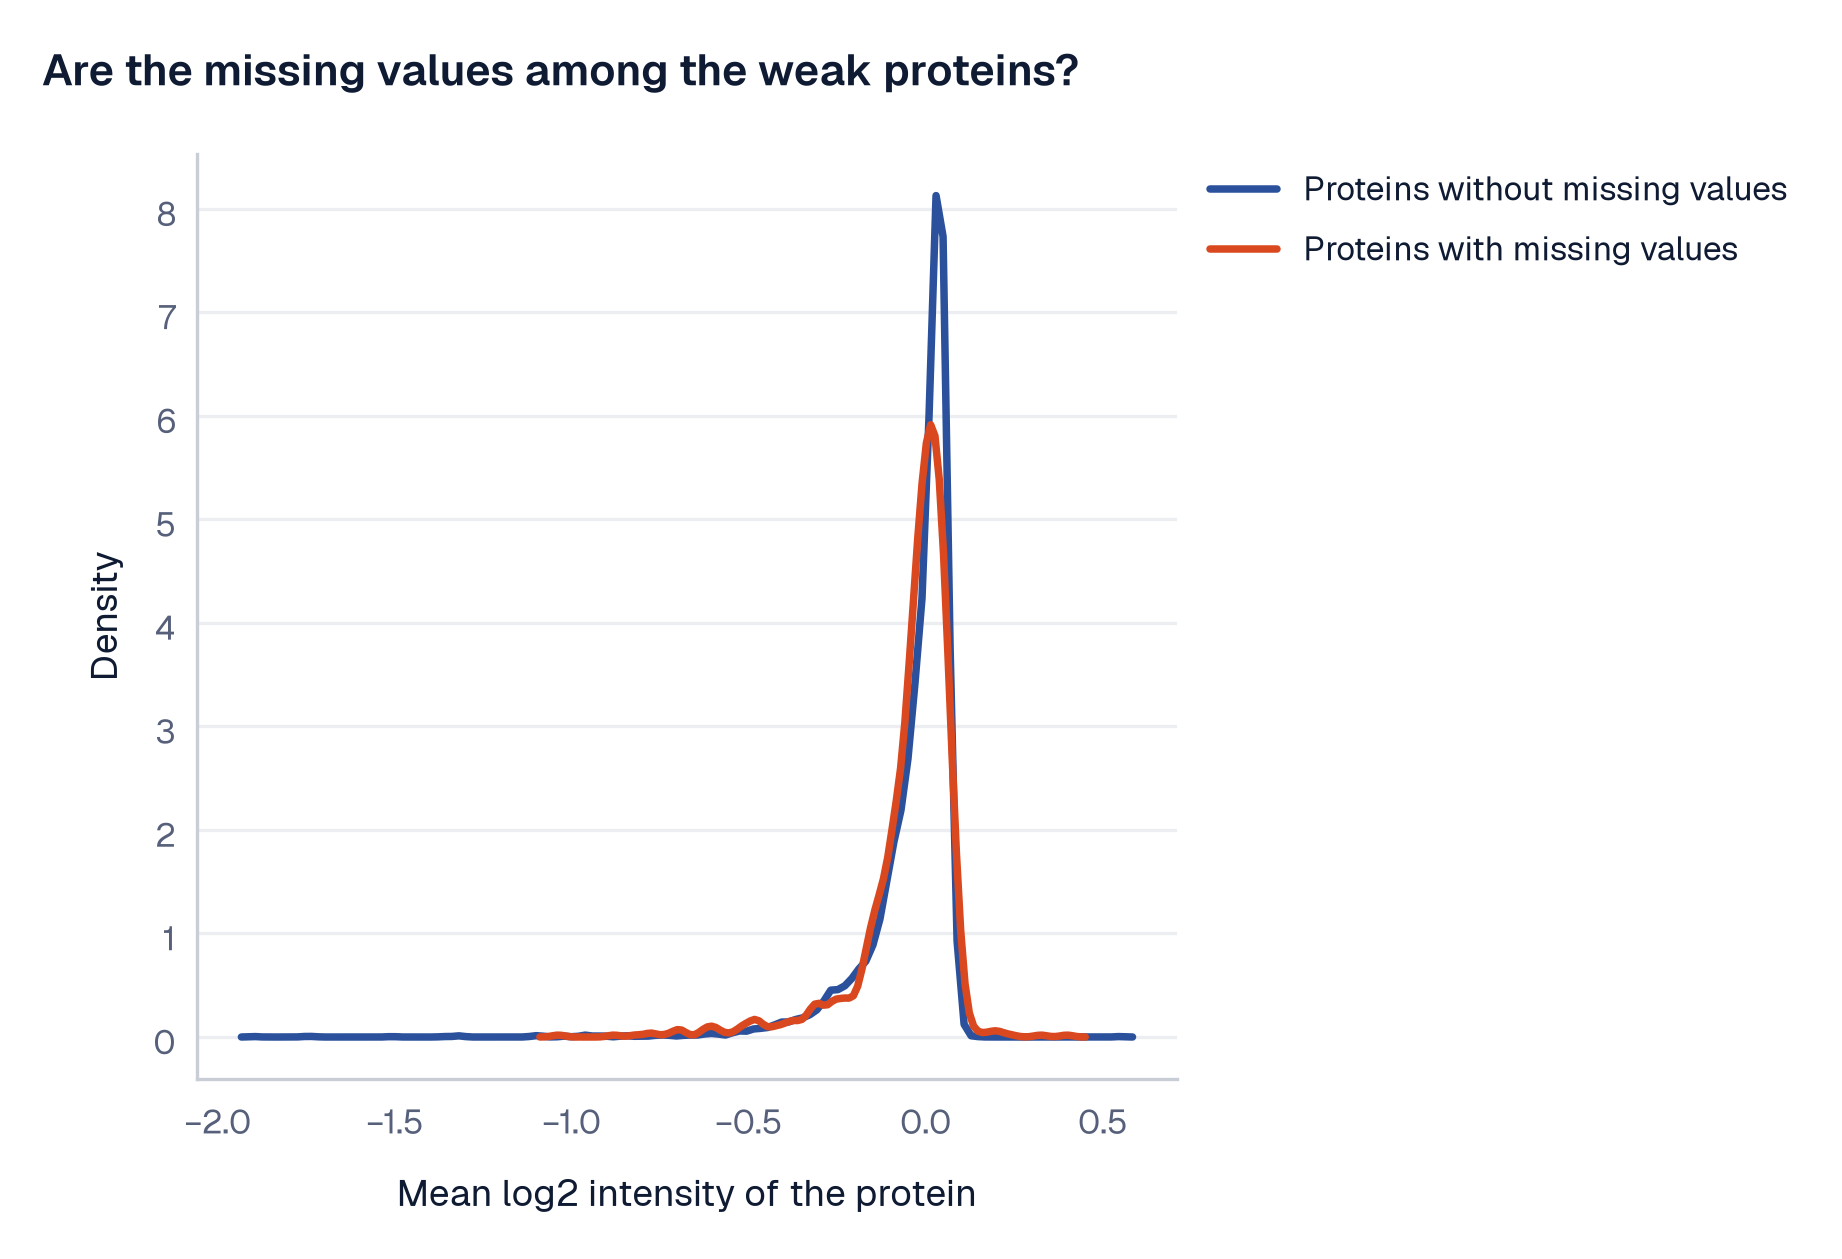 Are the missing values among the weak proteins?
Proteins without missing values
Proteins with missing values
8
7
6
5
4
3
2
1
0
Density
−2.0 −1.5 −1.0 −0.5 0.0 0.5
Mean log2 intensity of the protein